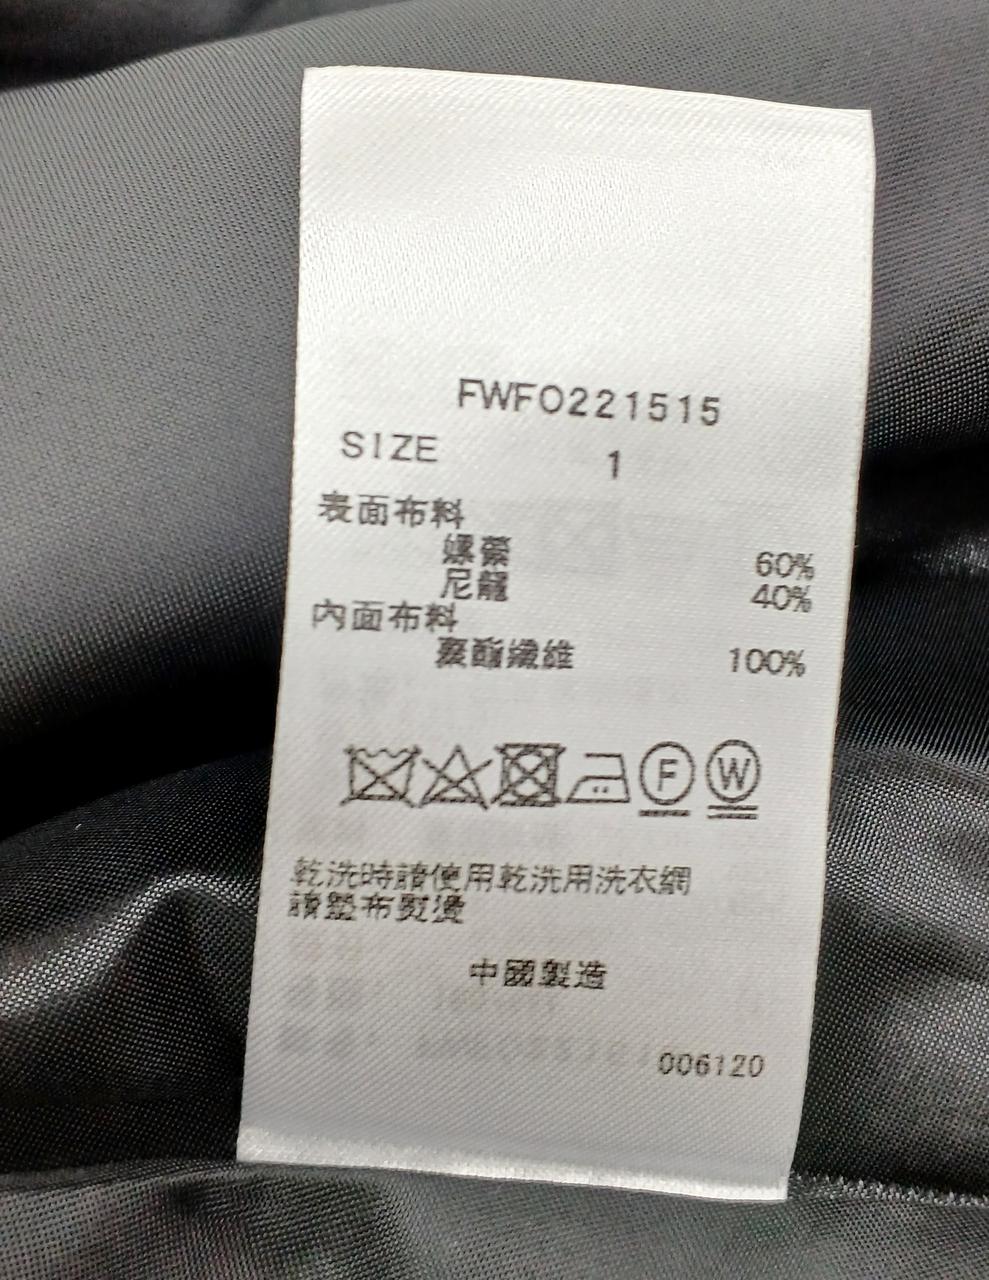 FWFO221515
SIZE 1
表面布料
嫘縈 60%
尼龍 40%
內面布料
聚酯纖維 100%
F W
乾洗時請使用乾洗用洗衣網
請墊布熨燙
中國製造
006120